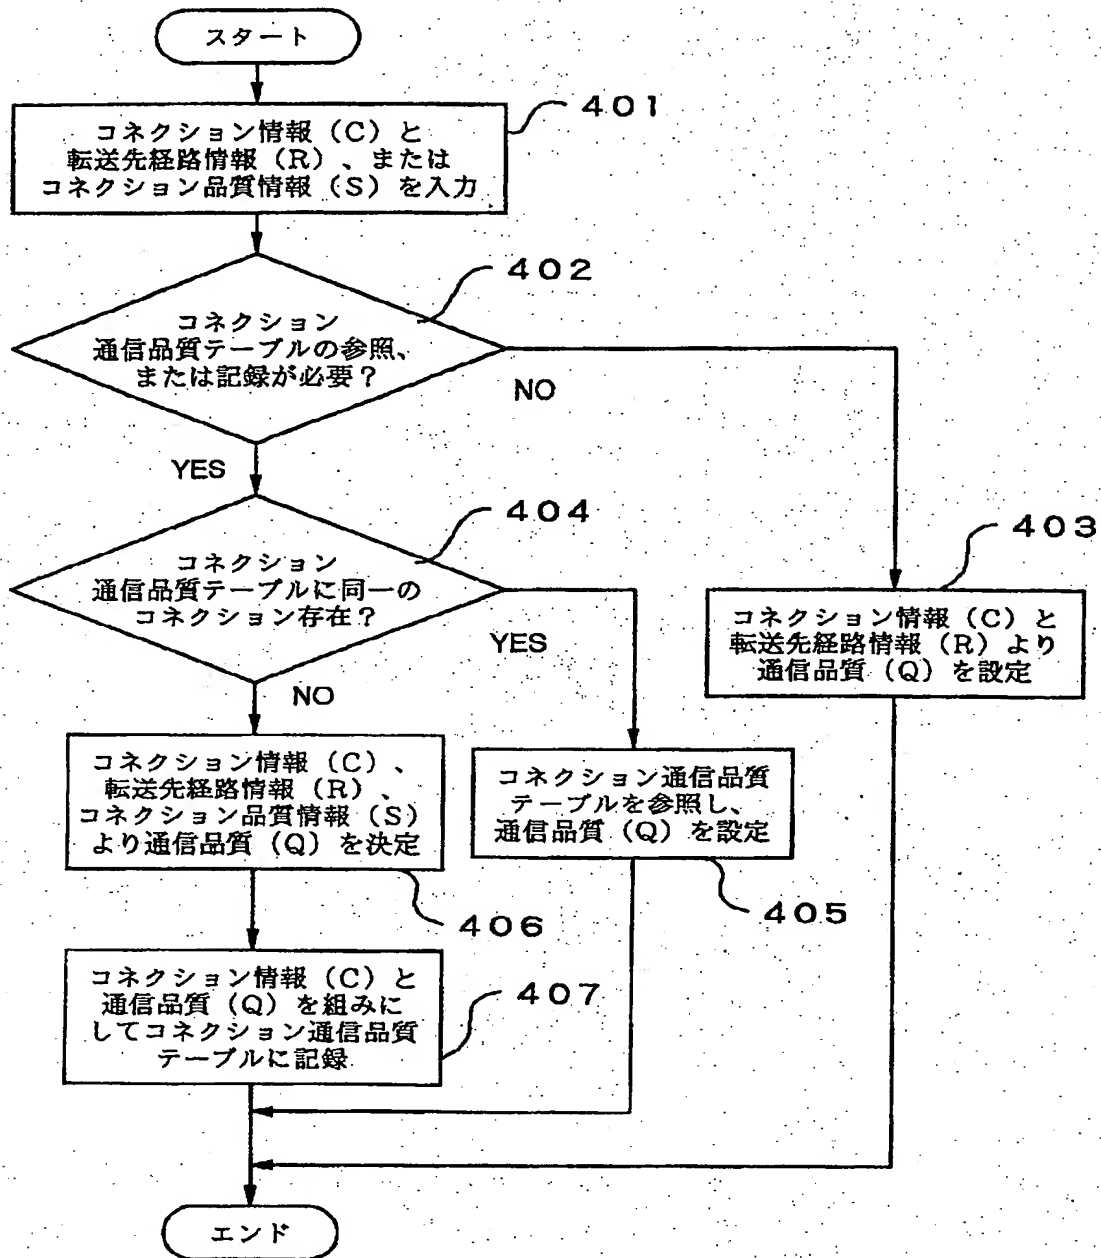 スタート
401
コネクション情報（C）と
転送先経路情報（R）、または
コネクション品質情報（S）を入力
402
コネクション
通信品質テーブルの参照、
または記録が必要？
NO
YES
404
コネクション
通信品質テーブルに同一の
コネクション存在？
YES
NO
403
コネクション情報（C）と
転送先経路情報（R）より
通信品質（Q）を設定
コネクション情報（C）、
転送先経路情報（R）、
コネクション品質情報（S）
より通信品質（Q）を決定
406
コネクション通信品質
テーブルを参照し、
通信品質（Q）を設定
405
コネクション情報（C）と
通信品質（Q）を組みに
してコネクション通信品質
テーブルに記録
407
エンド